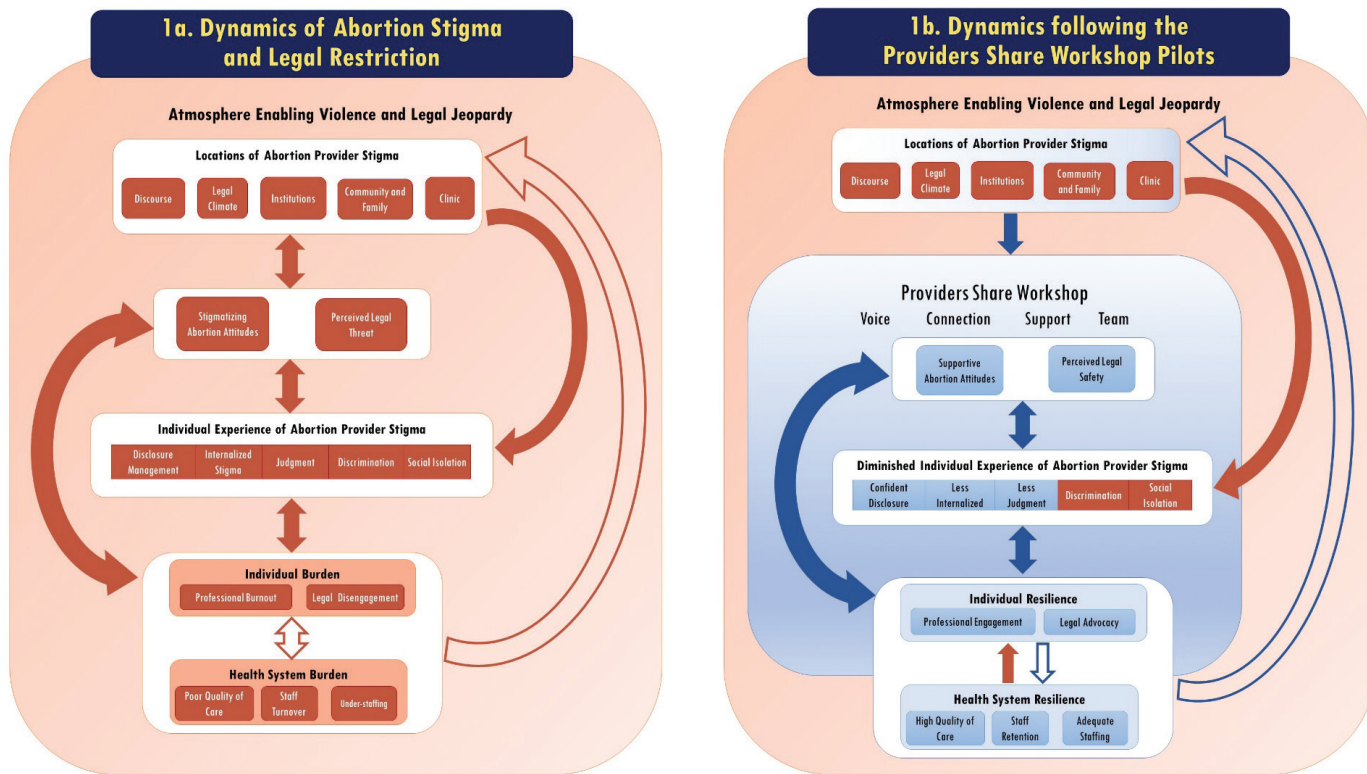 1a. Dynamics of Abortion Stigma
and Legal Restriction
Atmosphere Enabling Violence and Legal Jeopardy
Locations of Abortion Provider Stigma
Discourse
Legal
Climate
Institutions
Community and
Family
Clinic
Stigmatizing
Abortion Attitudes
Perceived Legal
Threat
Individual Experience of Abortion Provider Stigma
Disclosure
Management
Internalized
Stigma
Judgment
Discrimination
Social Isolation
Individual Burden
Professional Burnout
Legal Disengagement
Health System Burden
Poor Quality of
Care
Staff
Turnover
Under-staffing
1b. Dynamics following the
Providers Share Workshop Pilots
Atmosphere Enabling Violence and Legal Jeopardy
Locations of Abortion Provider Stigma
Discourse
Legal
Climate
Institutions
Community and
Family
Clinic
Providers Share Workshop
Voice Connection Support Team
Supportive
Abortion Attitudes
Perceived Legal
Safety
Diminished Individual Experience of Abortion Provider Stigma
Confident
Disclosure
Less
Internalized
Less
Judgment
Discrimination
Social
Isolation
Individual Resilience
Professional Engagement
Legal Advocacy
Health System Resilience
High Quality of
Care
Staff
Retention
Adequate
Staffing